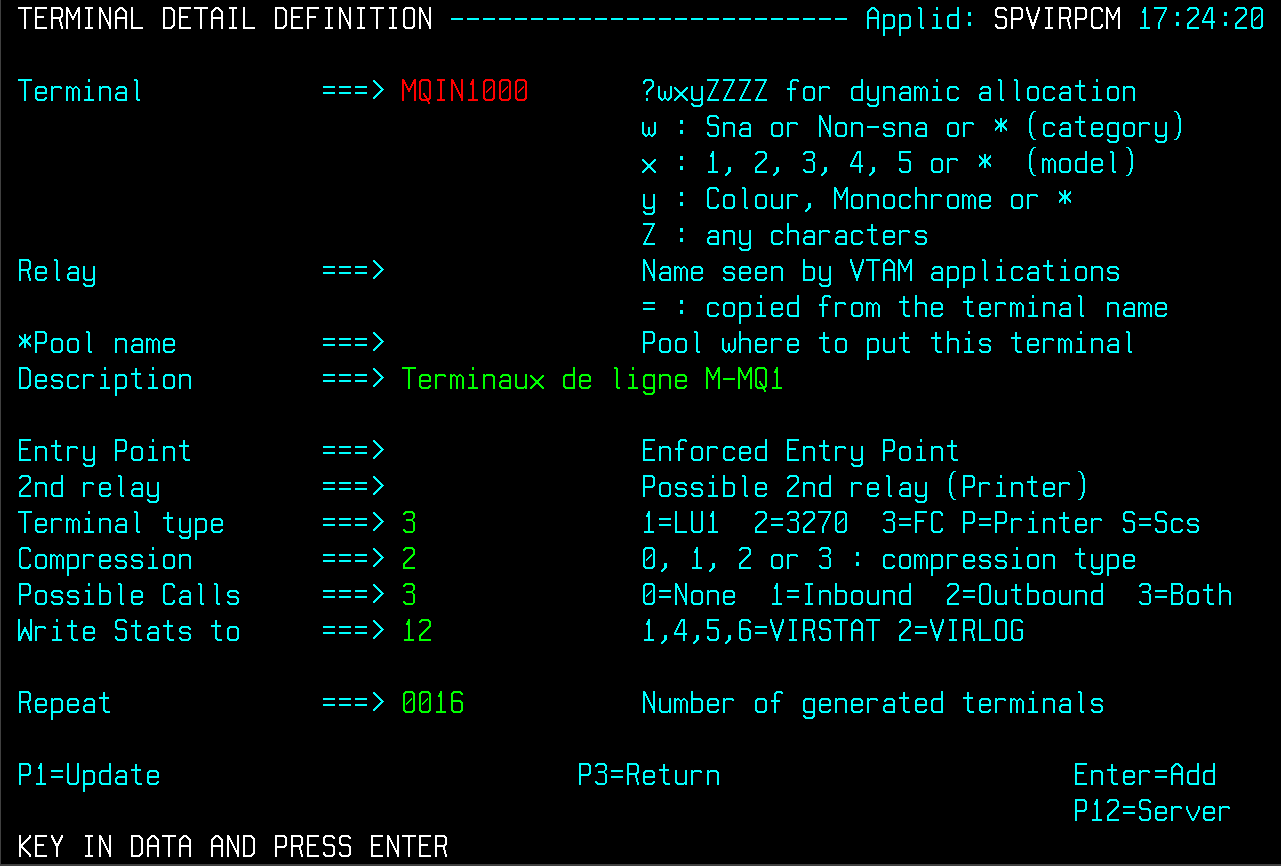 TERMINAL DETAIL DEFINITION ------------------------- Applid: SPVIRPCM 17:24:20
Terminal ===> MQIN1000 ?wxyZZZZ for dynamic allocation
w : Sna or Non-sna or * (category)
x : 1, 2, 3, 4, 5 or * (model)
y : Colour, Monochrome or *
Z : any characters
Relay ===> Name seen by VTAM applications
= : copied from the terminal name
*Pool name ===> Pool where to put this terminal
Description ===> Terminaux de ligne M-MQ1
Entry Point ===> Enforced Entry Point
2nd relay ===> Possible 2nd relay (Printer)
Terminal type ===> 3 1=LU1 2=3270 3=FC P=Printer S=Scs
Compression ===> 2 0, 1, 2 or 3 : compression type
Possible Calls ===> 3 0=None 1=Inbound 2=Outbound 3=Both
Write Stats to ===> 12 1,4,5,6=VIRSTAT 2=VIRLOG
Repeat ===> 0016 Number of generated terminals
P1=Update P3=Return Enter=Add
P12=Server
KEY IN DATA AND PRESS ENTER